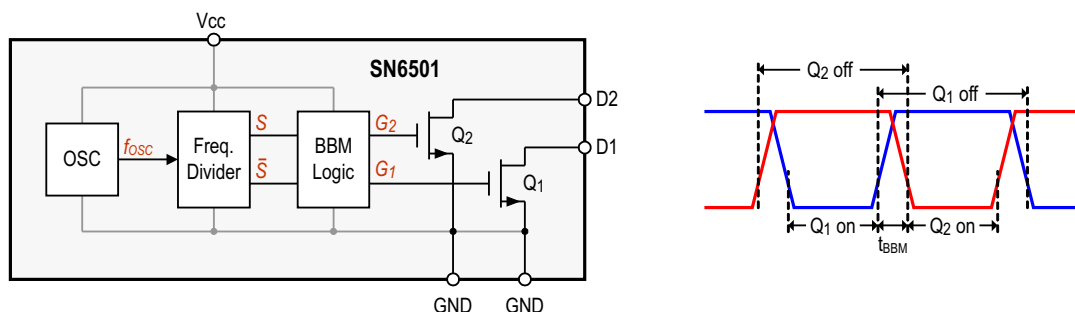 Vcc
SN6501
OSC
fOSC
Freq.
Divider
S
S̄
BBM
Logic
G2
G1
Q2
Q1
D2
D1
GND
GND
Q2 off
Q1 off
Q1 on
tBBM
Q2 on